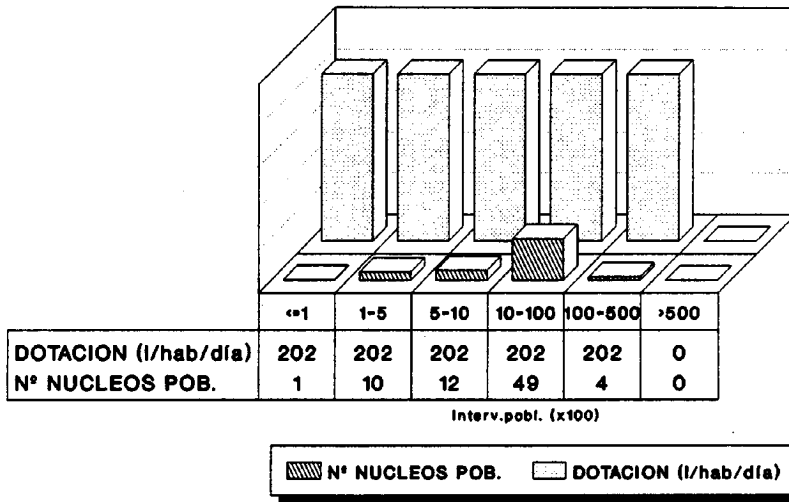 <=1 1-5 5-10 10-100 100-500 >500
DOTACION (l/hab/día) 202 202 202 202 202 0
Nº NUCLEOS POB. 1 10 12 49 4 0
Interv.pobl. (x100)
Nº NUCLEOS POB. DOTACION (l/hab/día)